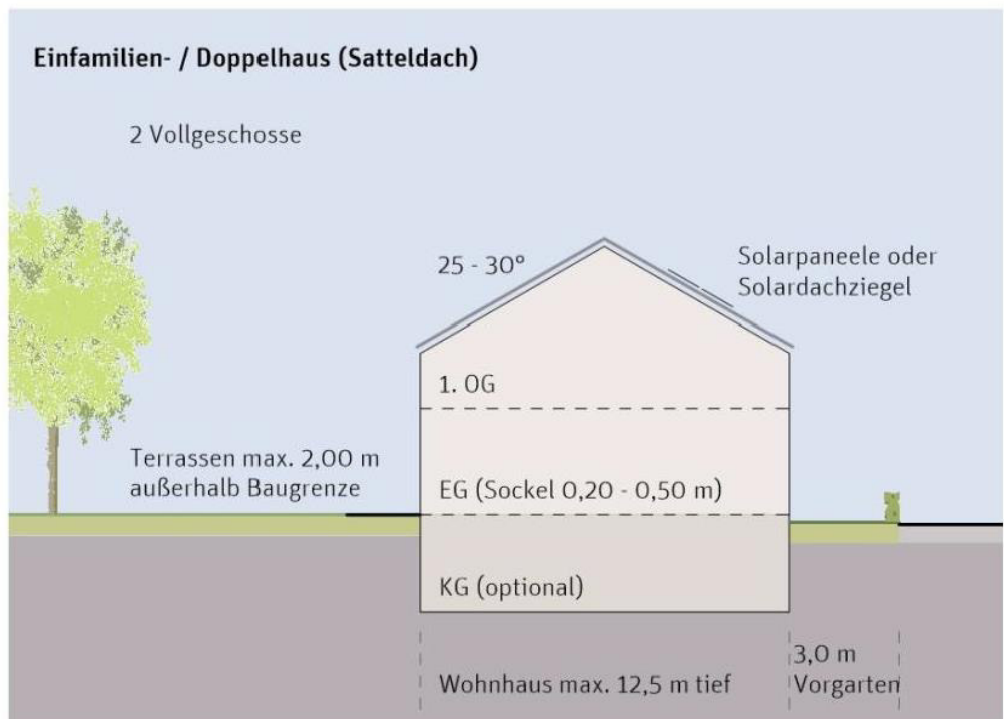 Einfamilien- / Doppelhaus (Satteldach)
2 Vollgeschosse
25 - 30°
Solarpaneele oder
Solardachziegel
1. OG
Terrassen max. 2,00 m
außerhalb Baugrenze
EG (Sockel 0,20 - 0,50 m)
KG (optional)
Wohnhaus max. 12,5 m tief
3,0 m
Vorgarten